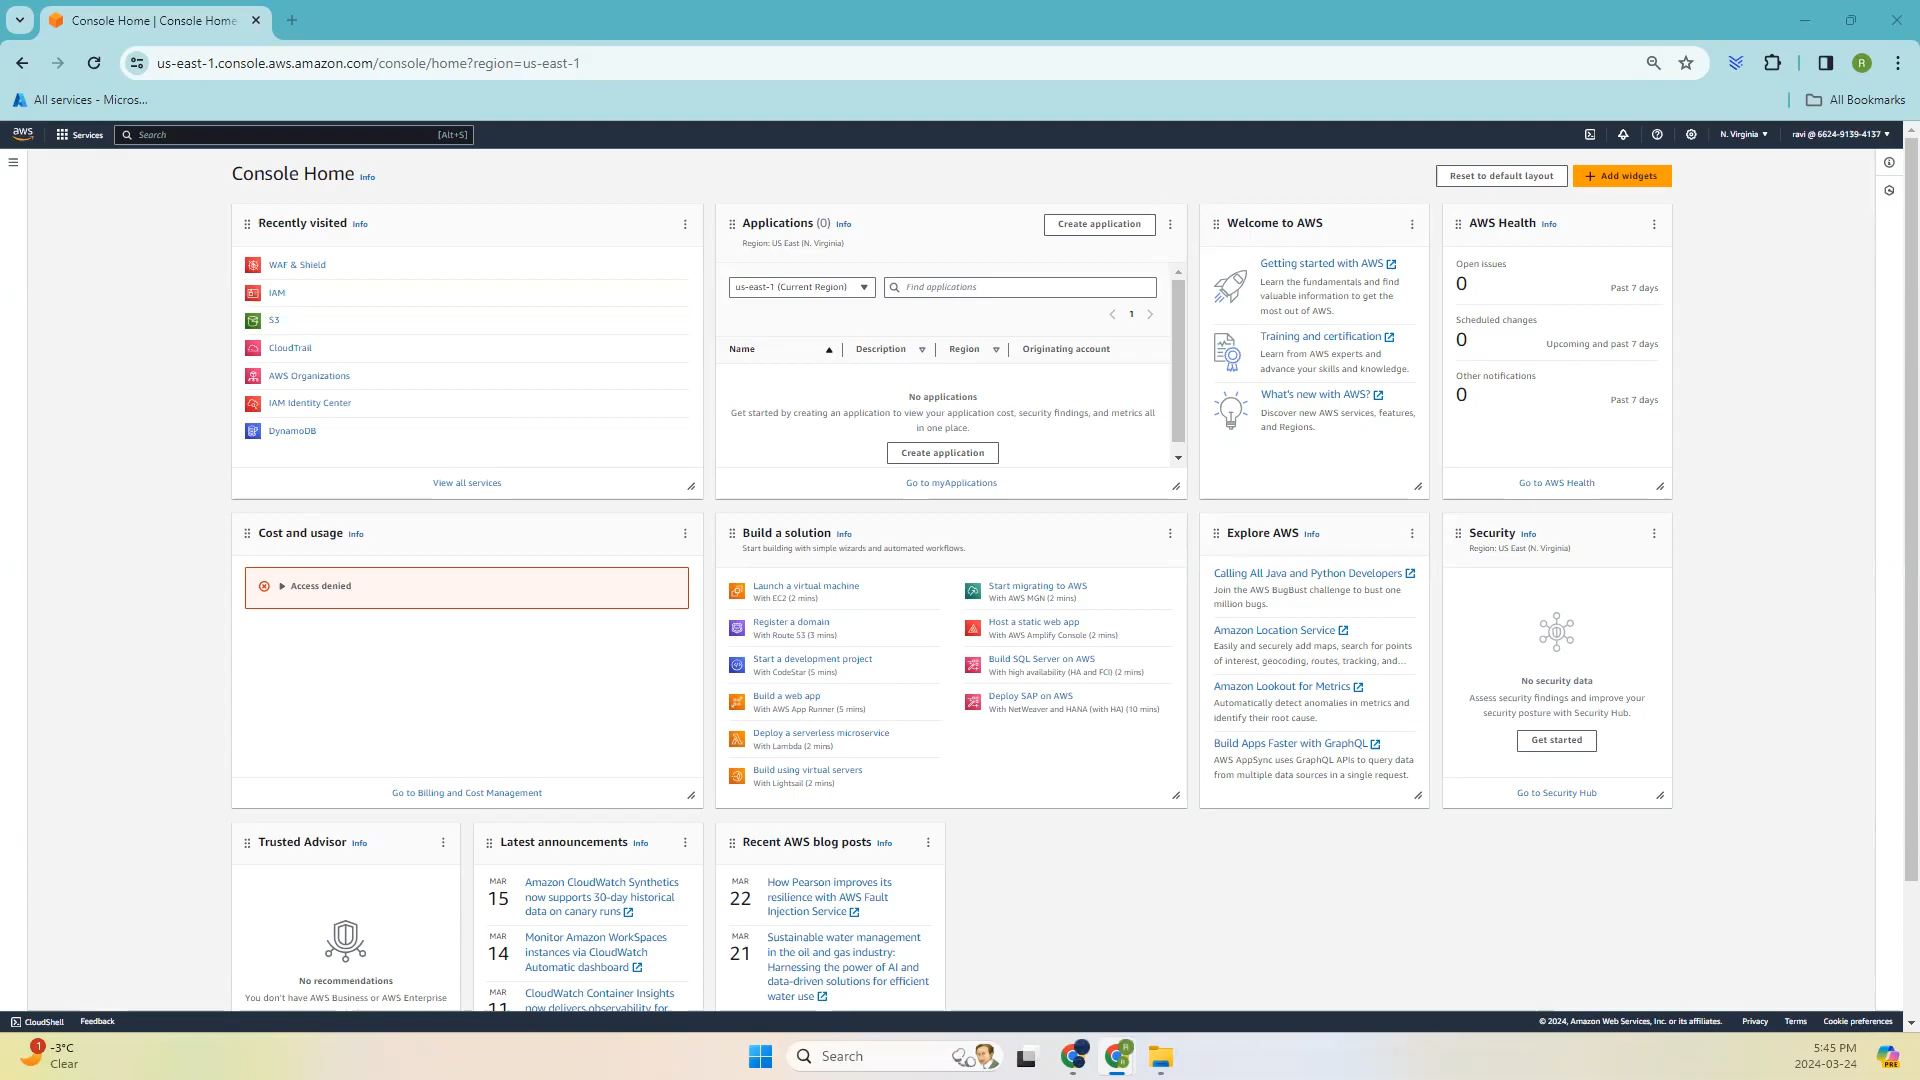 Console Home | Console Home
us-east-1.console.aws.amazon.com/console/home?region=us-east-1
R
All services - Micros...
All Bookmarks
aws
Services
Search
[Alt+S]
N. Virginia
ravi @ 6624-9139-4137
Console Home Info
Reset to default layout
Add widgets
Recently visited Info
WAF & Shield
IAM
S3
CloudTrail
AWS Organizations
IAM Identity Center
DynamoDB
View all services
Applications (0) Info
Region: US East (N. Virginia)
Create application
us-east-1 (Current Region)
Find applications
1
Name
Description
Region
Originating account
No applications
Get started by creating an application to view your application cost, security findings, and metrics all
in one place.
Create application
Go to myApplications
Welcome to AWS
Getting started with AWS
Learn the fundamentals and find
valuable information to get the
most out of AWS.
Training and certification
Learn from AWS experts and
advance your skills and knowledge.
What's new with AWS?
Discover new AWS services, features,
and Regions.
AWS Health Info
Open issues
0
Past 7 days
Scheduled changes
0
Upcoming and past 7 days
Other notifications
0
Past 7 days
Go to AWS Health
Cost and usage Info
Access denied
Go to Billing and Cost Management
Build a solution Info
Start building with simple wizards and automated workflows.
Launch a virtual machine
With EC2 (2 mins)
Register a domain
With Route 53 (3 mins)
Start a development project
With CodeStar (5 mins)
Build a web app
With AWS App Runner (5 mins)
Deploy a serverless microservice
With Lambda (2 mins)
Build using virtual servers
With Lightsail (2 mins)
Start migrating to AWS
With AWS MGN (2 mins)
Host a static web app
With AWS Amplify Console (2 mins)
Build SQL Server on AWS
With high availability (HA and FCI) (2 mins)
Deploy SAP on AWS
With NetWeaver and HANA (with HA) (10 mins)
Explore AWS Info
Calling All Java and Python Developers
Join the AWS BugBust challenge to bust one
million bugs.
Amazon Location Service
Easily and securely add maps, search for points
of interest, geocoding, routes, tracking, and...
Amazon Lookout for Metrics
Automatically detect anomalies in metrics and
identify their root cause.
Build Apps Faster with GraphQL
AWS AppSync uses GraphQL APIs to query data
from multiple data sources in a single request.
Security Info
Region: US East (N. Virginia)
No security data
Assess security findings and improve your
security posture with Security Hub.
Get started
Go to Security Hub
Trusted Advisor Info
No recommendations
You don't have AWS Business or AWS Enterprise
Latest announcements Info
MAR
15
Amazon CloudWatch Synthetics
now supports 30-day historical
data on canary runs
MAR
14
Monitor Amazon WorkSpaces
instances via CloudWatch
Automatic dashboard
MAR
11
CloudWatch Container Insights
now delivers observability for
Recent AWS blog posts Info
MAR
22
How Pearson improves its
resilience with AWS Fault
Injection Service
MAR
21
Sustainable water management
in the oil and gas industry:
Harnessing the power of AI and
data-driven solutions for efficient
water use
CloudShell
Feedback
© 2024, Amazon Web Services, Inc. or its affiliates.
Privacy
Terms
Cookie preferences
1
-3°C
Clear
Search
R
5:45 PM
2024-03-24
PRE